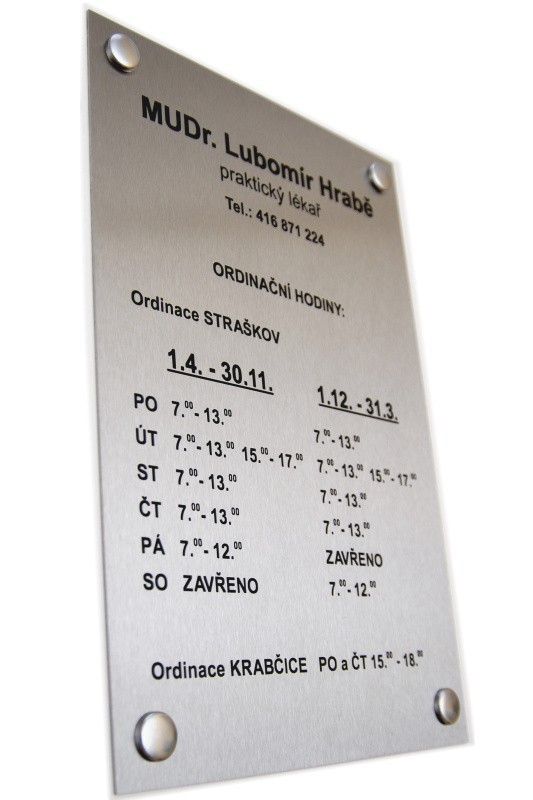 MUDr. Lubomír Hrabě
praktický lékař
Tel.: 416 871 224
ORDINAČNÍ HODINY:
Ordinace STRAŠKOV
1.4. - 30.11. 1.12. - 31.3.
PO 7.00 - 13.00 7.00 - 13.00
ÚT 7.00 - 13.00 15.00 - 17.00 7.00 - 13.00 15.00 - 17.00
ST 7.00 - 13.00 7.00 - 13.00
ČT 7.00 - 13.00 7.00 - 13.00
PÁ 7.00 - 12.00 ZAVŘENO
SO ZAVŘENO 7.00 - 12.00
Ordinace KRABČICE PO a ČT 15.00 - 18.00